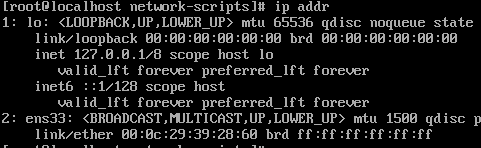 [root@localhost network-scripts]# ip addr
1: lo: <LOOPBACK,UP,LOWER_UP> mtu 65536 qdisc noqueue state
    link/loopback 00:00:00:00:00:00 brd 00:00:00:00:00:00
    inet 127.0.0.1/8 scope host lo
       valid_lft forever preferred_lft forever
    inet6 ::1/128 scope host
       valid_lft forever preferred_lft forever
2: ens33: <BROADCAST,MULTICAST,UP,LOWER_UP> mtu 1500 qdisc p
    link/ether 00:0c:29:39:28:60 brd ff:ff:ff:ff:ff:ff